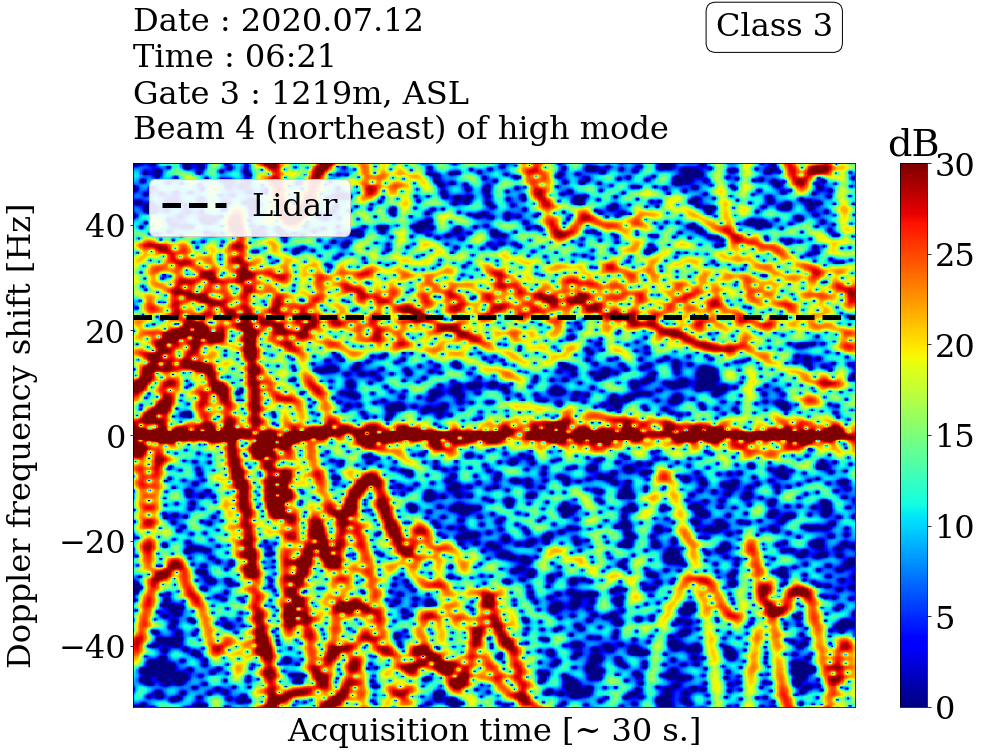 Date : 2020.07.12
Time : 06:21
Gate 3 : 1219m, ASL
Beam 4 (northeast) of high mode
Class 3
dB
Lidar
Doppler frequency shift [Hz]
40
20
0
−20
−40
Acquisition time [~ 30 s.]
30
25
20
15
10
5
0